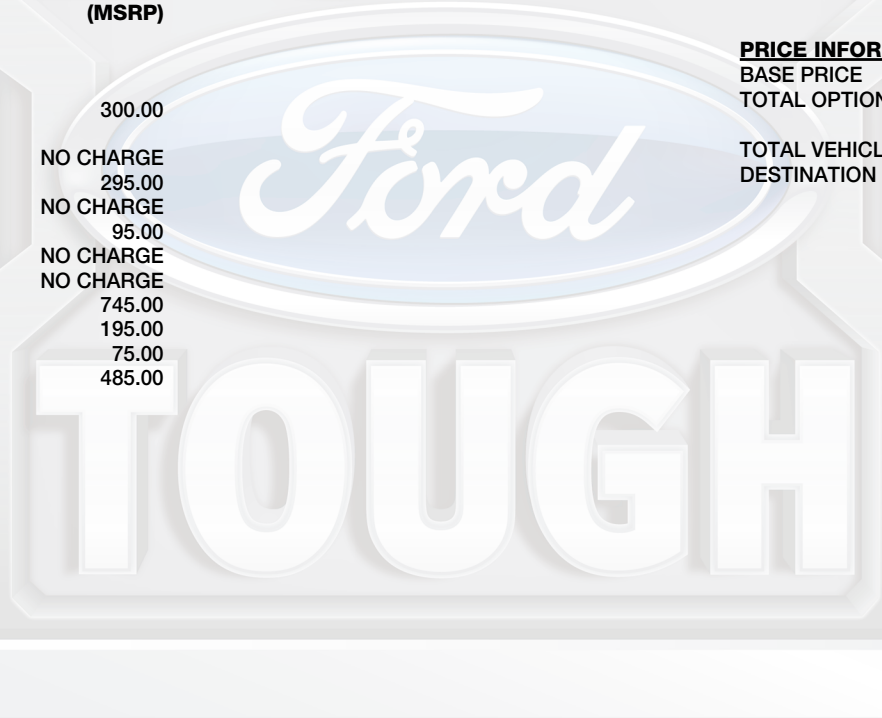 (MSRP)
300.00
NO CHARGE
295.00
NO CHARGE
95.00
NO CHARGE
NO CHARGE
745.00
195.00
75.00
485.00
PRICE INFOR
BASE PRICE
TOTAL OPTION
TOTAL VEHICL
DESTINATION
Ford
TOUGH